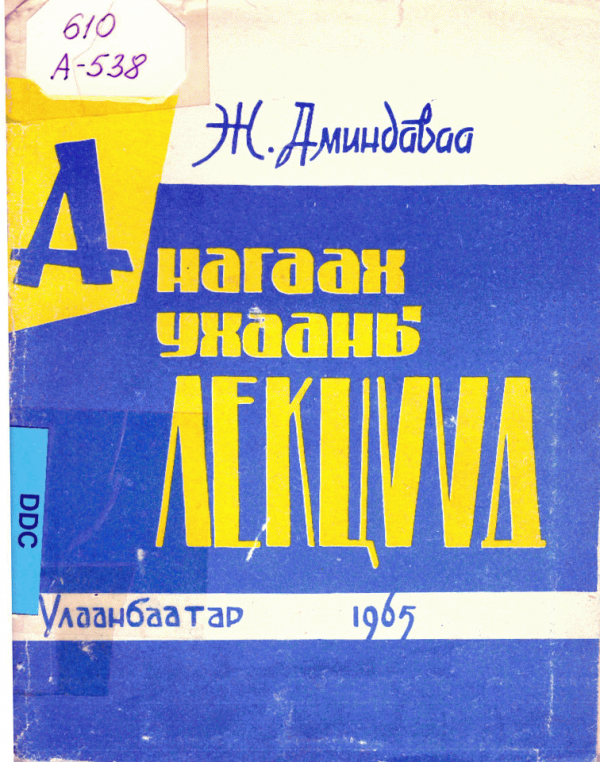 610
А-538
Ж. Аминдаваа
Анагаах
ухааны
ЛЕКЦҮҮД
DDC
Улаанбаатар 1965